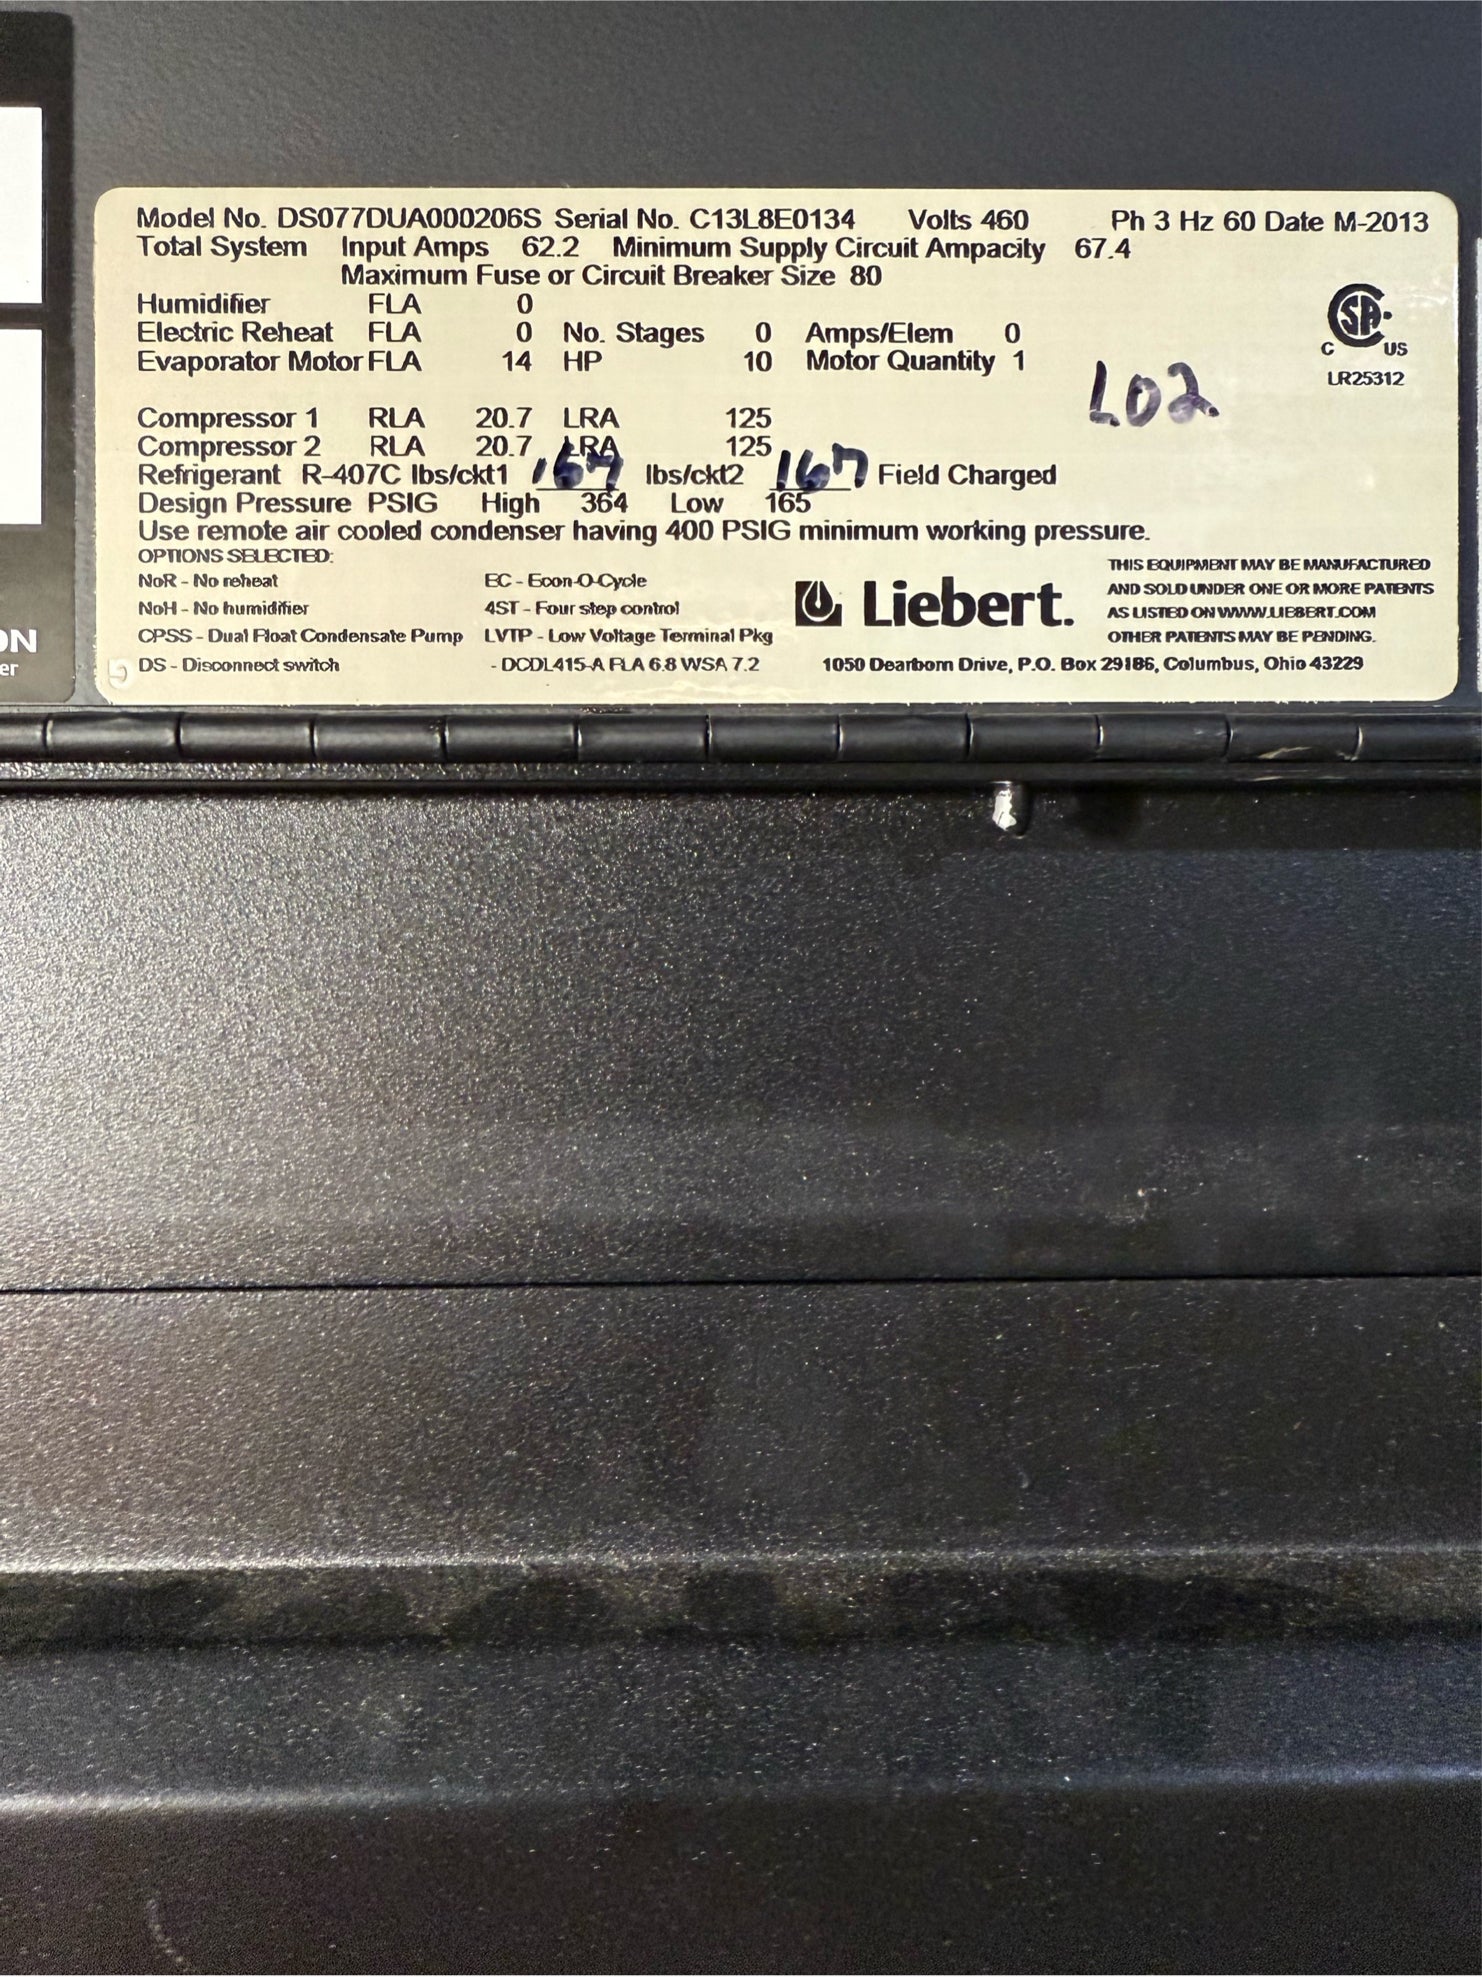 Model No. DS077DUA000206S Serial No. C13L8E0134 Volts 460 Ph 3 Hz 60 Date M-2013
Total System Input Amps 62.2 Minimum Supply Circuit Ampacity 67.4
Maximum Fuse or Circuit Breaker Size 80
Humidifier FLA 0
Electric Reheat FLA 0 No. Stages 0 Amps/Elem 0
Evaporator Motor FLA 14 HP 10 Motor Quantity 1
C US
LR25312
L02
Compressor 1 RLA 20.7 LRA 125
Compressor 2 RLA 20.7 LRA 125
Refrigerant R-407C lbs/ckt1 167 lbs/ckt2 167 Field Charged
Design Pressure PSIG High 364 Low 165
Use remote air cooled condenser having 400 PSIG minimum working pressure.
OPTIONS SELECTED:
NoR - No reheat EC - Econ-O-Cycle
NoH - No humidifier 4ST - Four step control
CPSS - Dual Float Condensate Pump LVTP - Low Voltage Terminal Pkg
DS - Disconnect switch - DCDL415-A FLA 6.8 WSA 7.2
Liebert.
THIS EQUIPMENT MAY BE MANUFACTURED
AND SOLD UNDER ONE OR MORE PATENTS
AS LISTED ON WWW.LIEBERT.COM
OTHER PATENTS MAY BE PENDING.
1050 Dearborn Drive, P.O. Box 29186, Columbus, Ohio 43229
ON
er